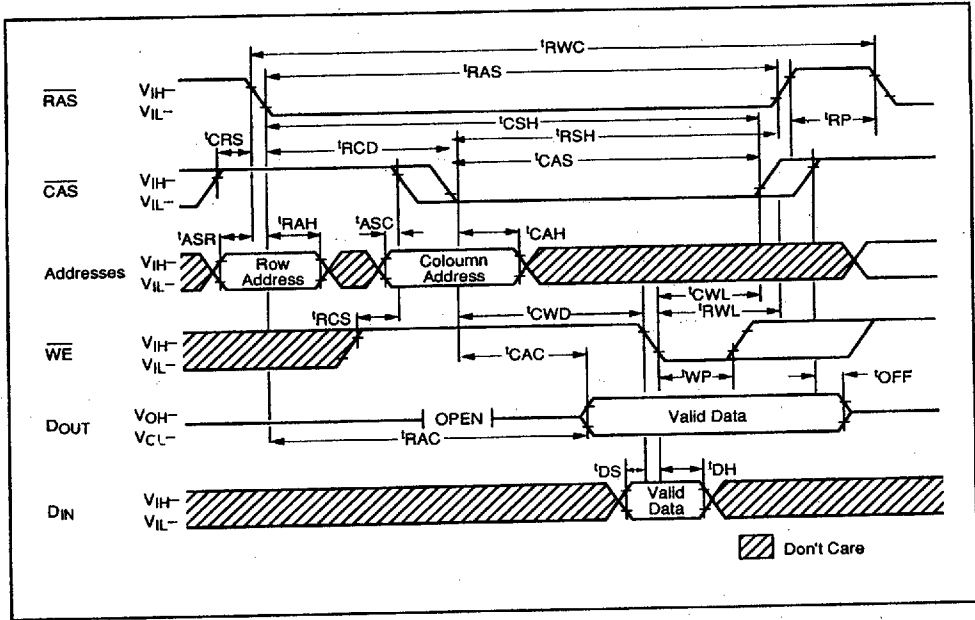 tRWC
tRAS
RAS
VIH–
VIL–
tCSH
tRSH
tRP
tCRS
tRCD
tCAS
CAS
VIH–
VIL–
tASR
tRAH
tASC
tCAH
Addresses
VIH–
VIL–
Row
Address
Coloumn
Address
tCWL
tRCS
tCWD
tRWL
WE
VIH–
VIL–
tCAC
tWP
tOFF
DOUT
VOH–
VCL–
OPEN
Valid Data
tRAC
tDS
tDH
DIN
VIH–
VIL–
Valid
Data
Don't Care